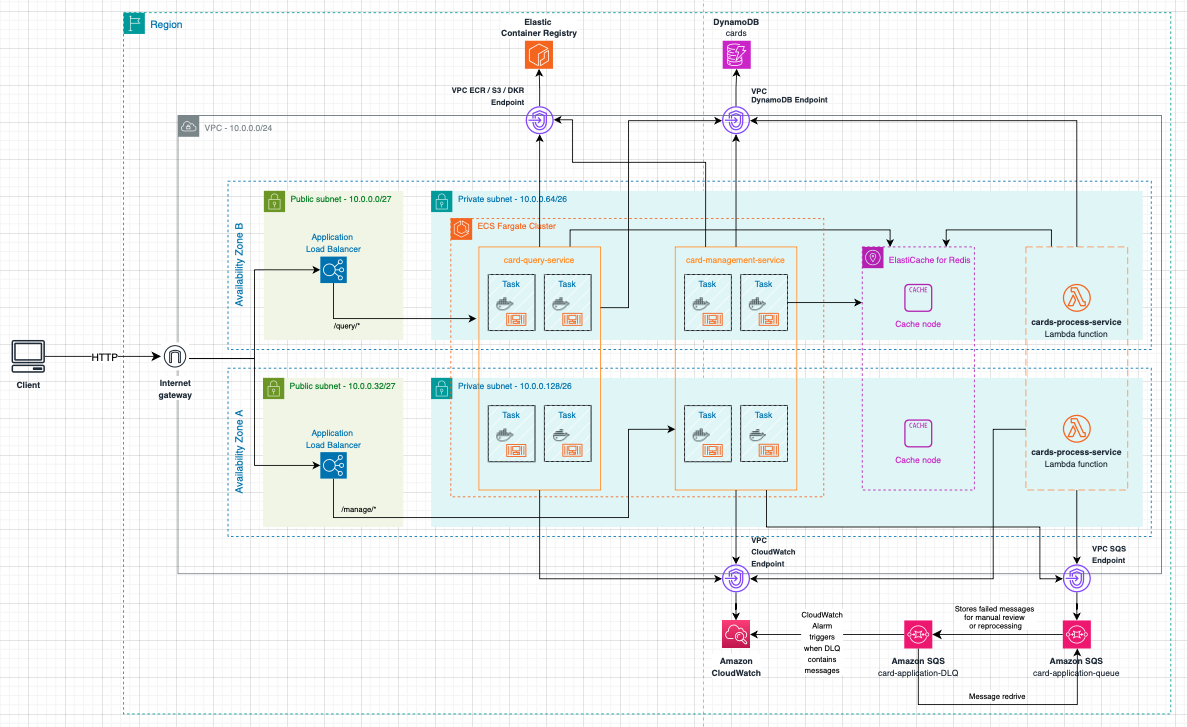 Region
Elastic
Container Registry
DynamoDB
cards
VPC ECR / S3 / DKR
Endpoint
VPC
DynamoDB Endpoint
VPC - 10.0.0.0/24
Availability Zone B
Public subnet - 10.0.0.0/27
Application
Load Balancer
/query/*
Private subnet - 10.0.0.64/26
ECS Fargate Cluster
card-query-service
Task
Task
card-management-service
Task
Task
ElastiCache for Redis
CACHE
Cache node
cards-process-service
Lambda function
Client
HTTP
Internet
gateway
Availability Zone A
Public subnet - 10.0.0.32/27
Application
Load Balancer
/manage/*
Private subnet - 10.0.0.128/26
Task
Task
Task
Task
CACHE
Cache node
cards-process-service
Lambda function
VPC
CloudWatch
Endpoint
VPC SQS
Endpoint
Amazon
CloudWatch
CloudWatch
Alarm
triggers
when DLQ
contains
messages
Amazon SQS
card-application-DLQ
Stores failed messages
for manual review
or reprocessing
Amazon SQS
card-application-queue
Message redrive